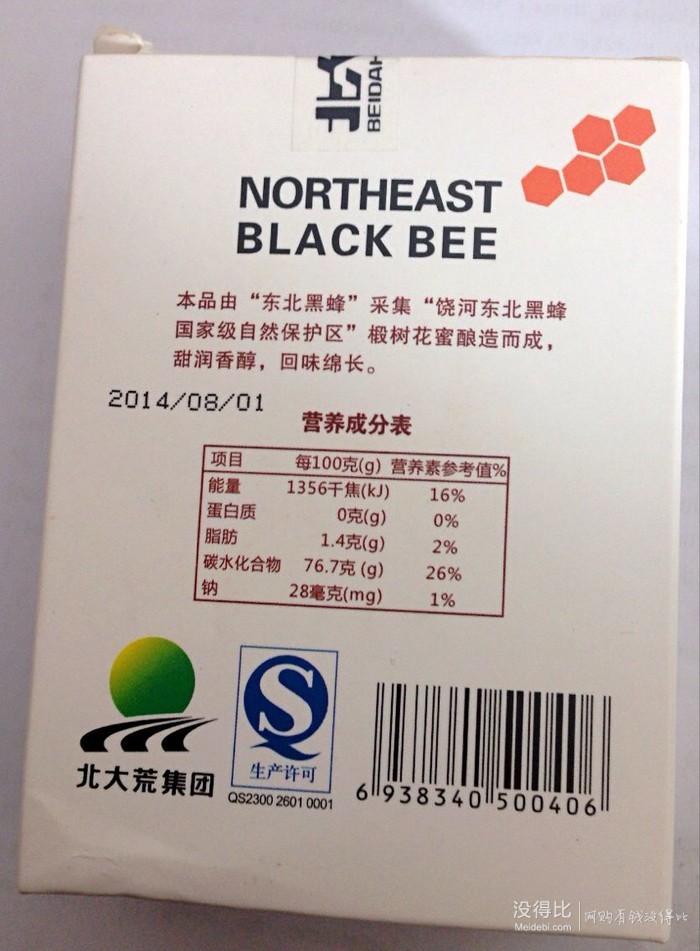 NORTHEAST
BLACK BEE
本品由“东北黑蜂”采集“饶河东北黑蜂
国家级自然保护区”椴树花蜜酿造而成，
甜润香醇，回味绵长。
2014/08/01
营养成分表
项目 每100克(g) 营养素参考值%
能量 1356千焦(kJ) 16%
蛋白质 0克(g) 0%
脂肪 1.4克(g) 2%
碳水化合物 76.7克(g) 26%
钠 28毫克(mg) 1%
北大荒集团
生产许可
QS2300 2601 0001
6 938340 500406
没得比 网购有钱没得比
Meidebi.com